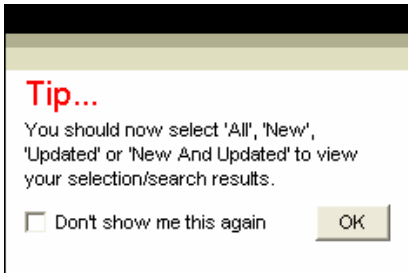 Tip...
You should now select 'All', 'New',
'Updated' or 'New And Updated' to view
your selection/search results.
Don't show me this again
OK